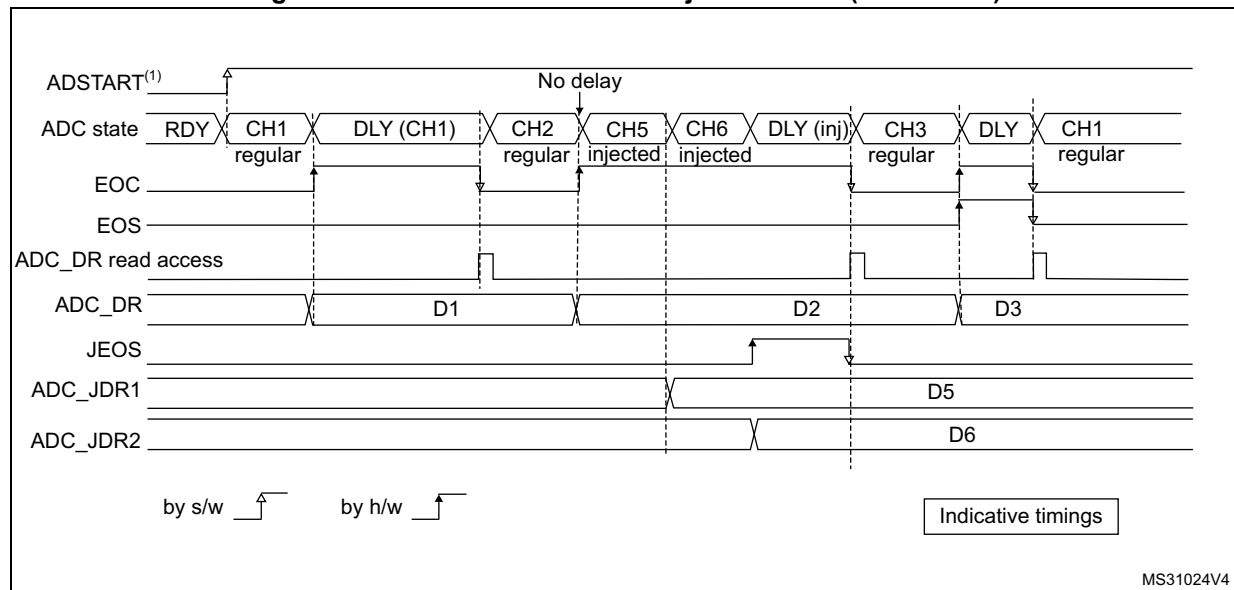 ADSTART(1)
No delay
ADC state RDY CH1 DLY (CH1) CH2 CH5 CH6 DLY (inj) CH3 DLY CH1
regular regular injected injected regular regular
EOC
EOS
ADC_DR read access
ADC_DR D1 D2 D3
JEOS
ADC_JDR1 D5
ADC_JDR2 D6
by s/w by h/w Indicative timings
MS31024V4